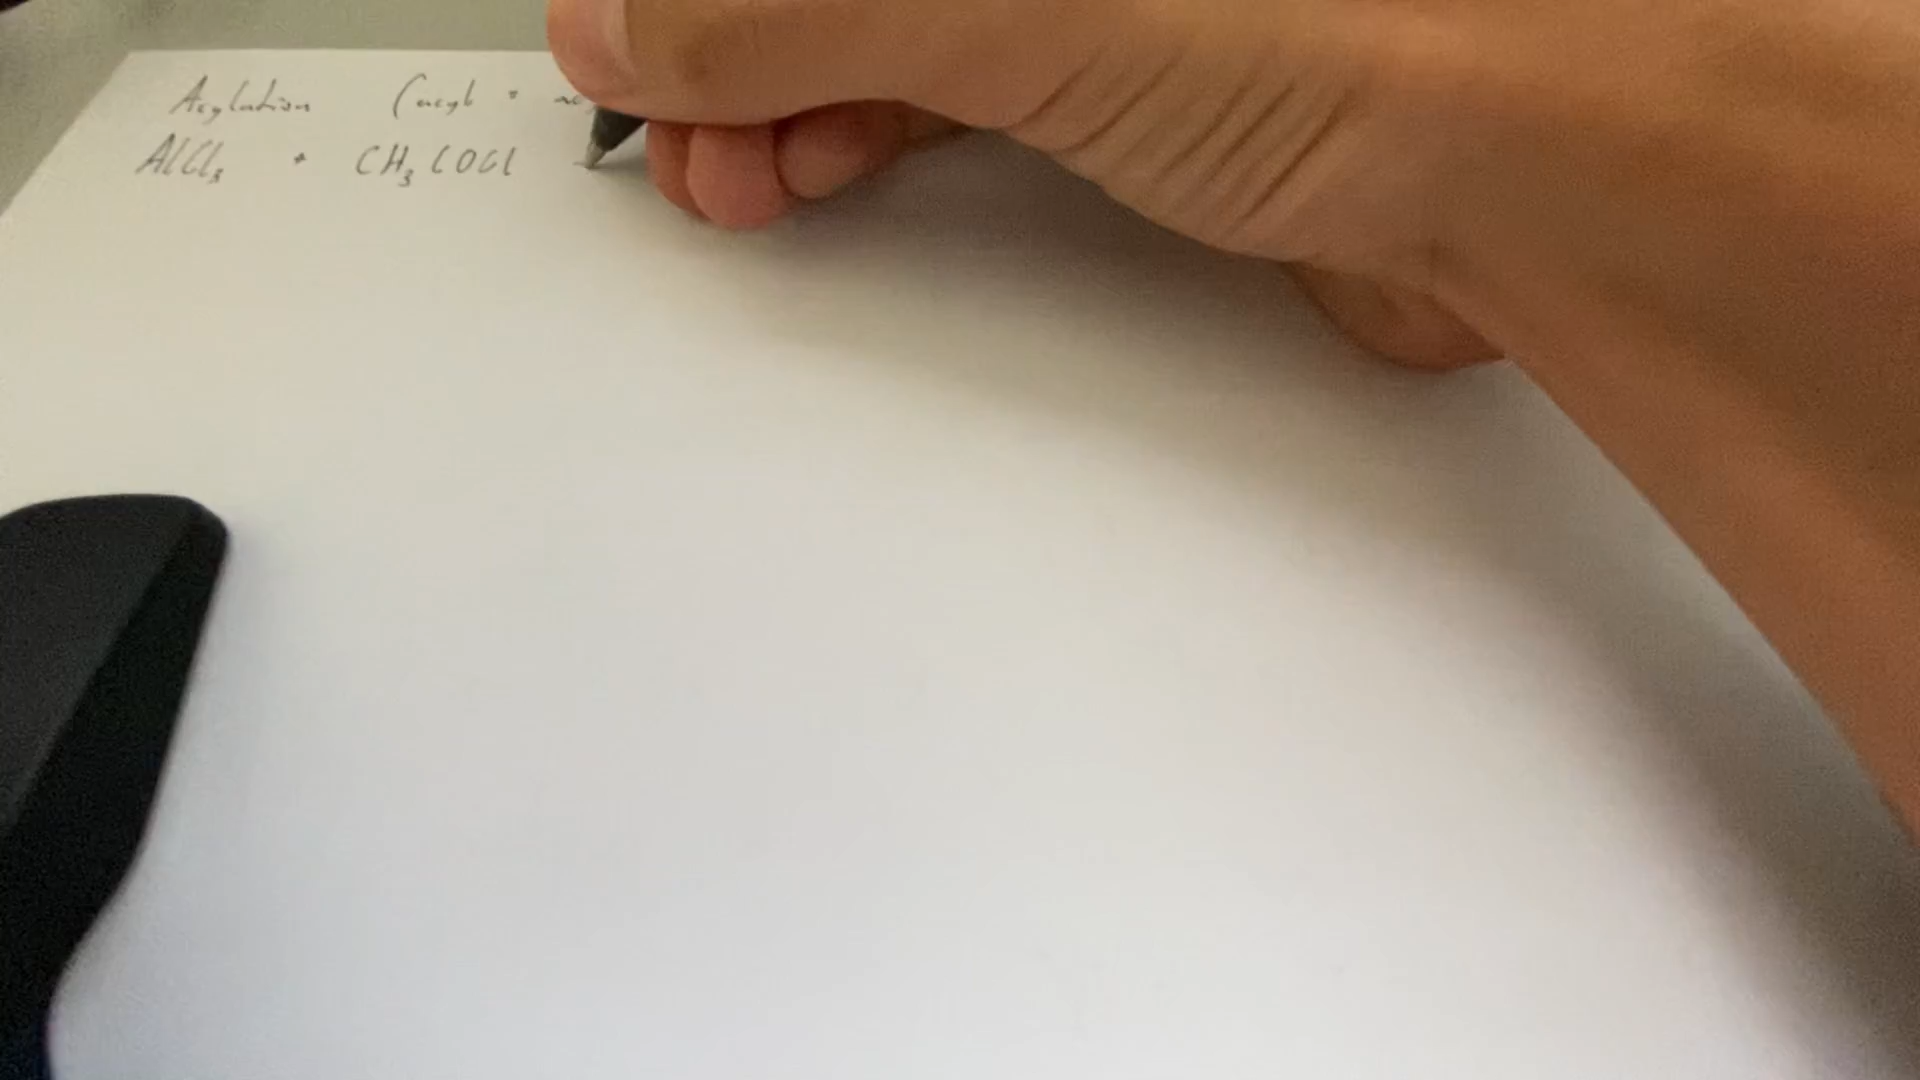 Acylation (acyl =
AlCl₃ + CH₃COCl